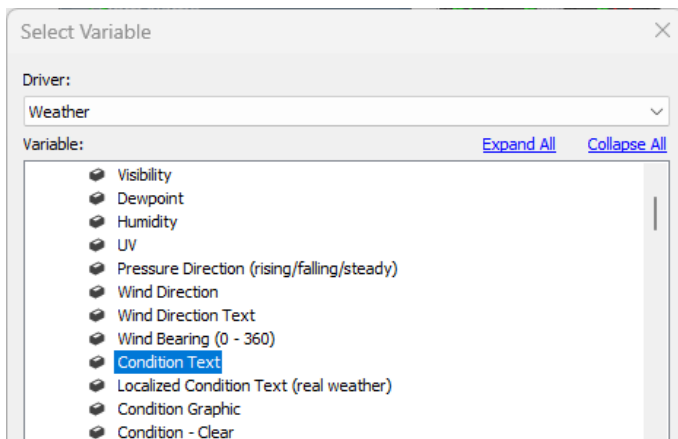 Select Variable
Driver:
Weather
Variable:
Expand All
Collapse All
Visibility
Dewpoint
Humidity
UV
Pressure Direction (rising/falling/steady)
Wind Direction
Wind Direction Text
Wind Bearing (0 - 360)
Condition Text
Localized Condition Text (real weather)
Condition Graphic
Condition - Clear